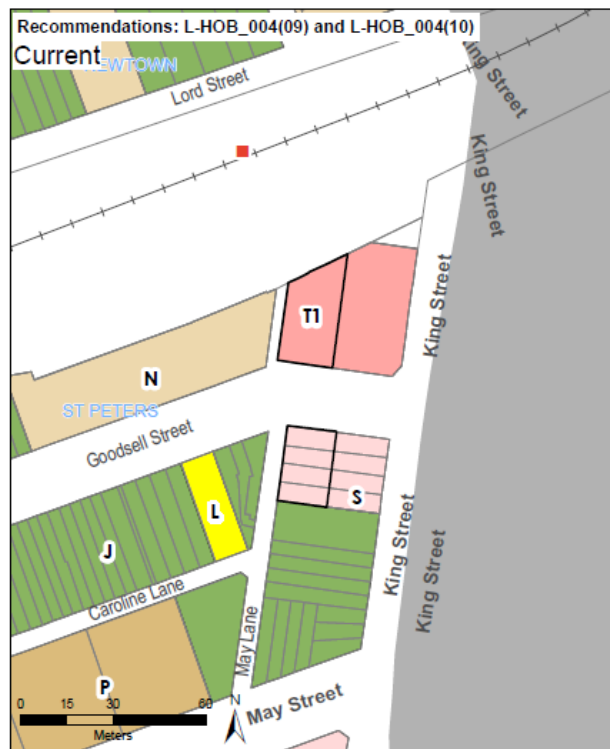 Recommendations: L-HOB_004(09) and L-HOB_004(10)
Current
NEWTOWN
Lord Street
King Street
King Street
King Street
T1
N
ST PETERS
Goodsell Street
L
S
J
King Street
King Street
Caroline Lane
May Lane
P
N
May Street
0 15 30 60
Meters